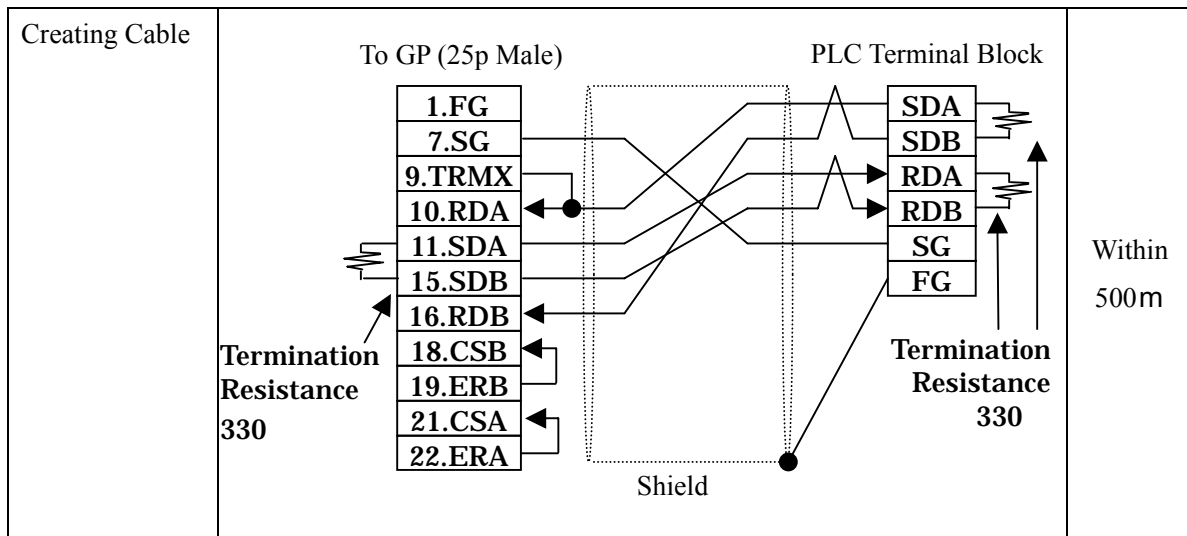 Creating Cable
To GP (25p Male)
PLC Terminal Block
1.FG
7.SG
9.TRMX
10.RDA
11.SDA
15.SDB
16.RDB
18.CSB
19.ERB
21.CSA
22.ERA
Termination
Resistance
330
SDA
SDB
RDA
RDB
SG
FG
Termination
Resistance
330
Shield
Within
500m